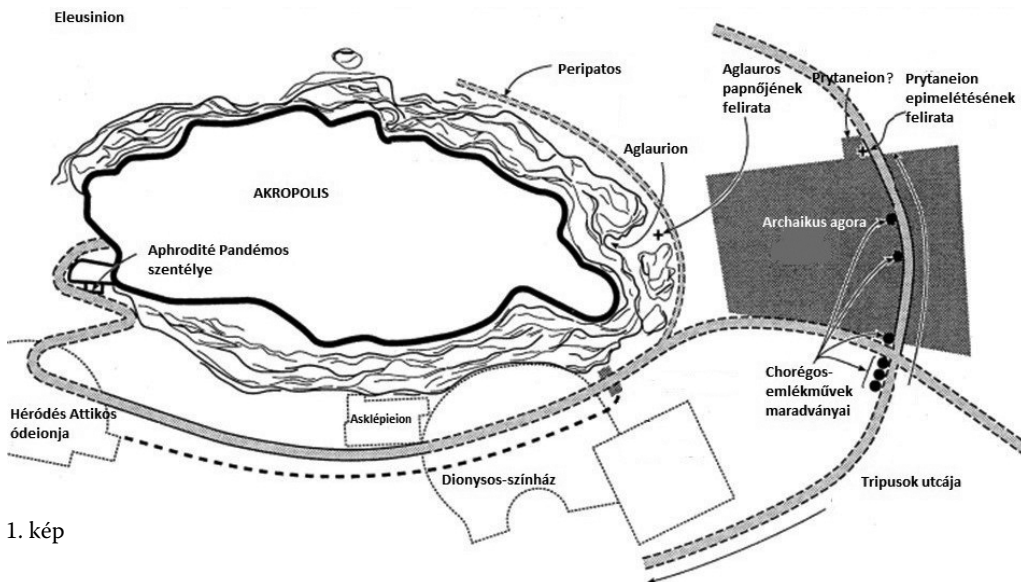 Eleusinion
Peripatos
Aglauros
papnőjének
felirata
Prytaneion?
Prytaneion
epimelétésének
felirata
Aglaurion
AKROPOLIS
Archaikus agora
Aphrodité Pandémos
szentélye
Chorégos-
emlékművek
maradványai
Héródés Attikos
ódeionja
Asklépieion
Dionysos-színház
Tripusok utcája
1. kép